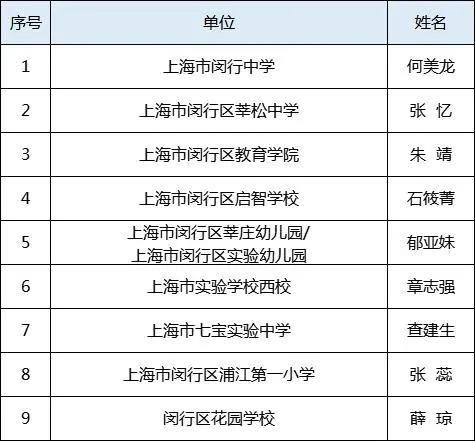 序号 单位 姓名
1 上海市闵行中学 何美龙
2 上海市闵行区莘松中学 张 忆
3 上海市闵行区教育学院 朱 靖
4 上海市闵行区启智学校 石筱菁
5 上海市闵行区莘庄幼儿园/
上海市闵行区实验幼儿园 郁亚妹
6 上海市实验学校西校 章志强
7 上海市七宝实验中学 查建生
8 上海市闵行区浦江第一小学 张 蕊
9 闵行区花园学校 薛 琼